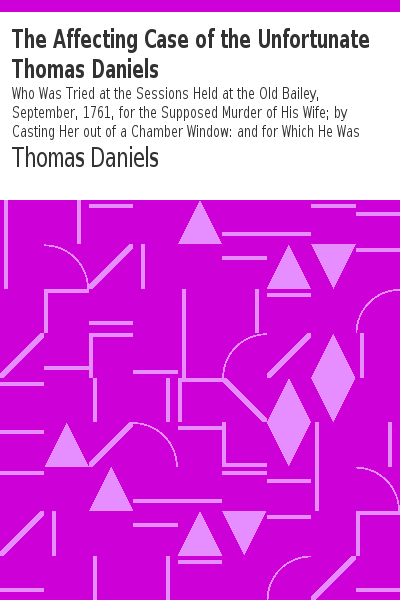 The Affecting Case of the Unfortunate
Thomas Daniels
Who Was Tried at the Sessions Held at the Old Bailey,
September, 1761, for the Supposed Murder of His Wife; by
Casting Her out of a Chamber Window: and for Which He Was
Thomas Daniels